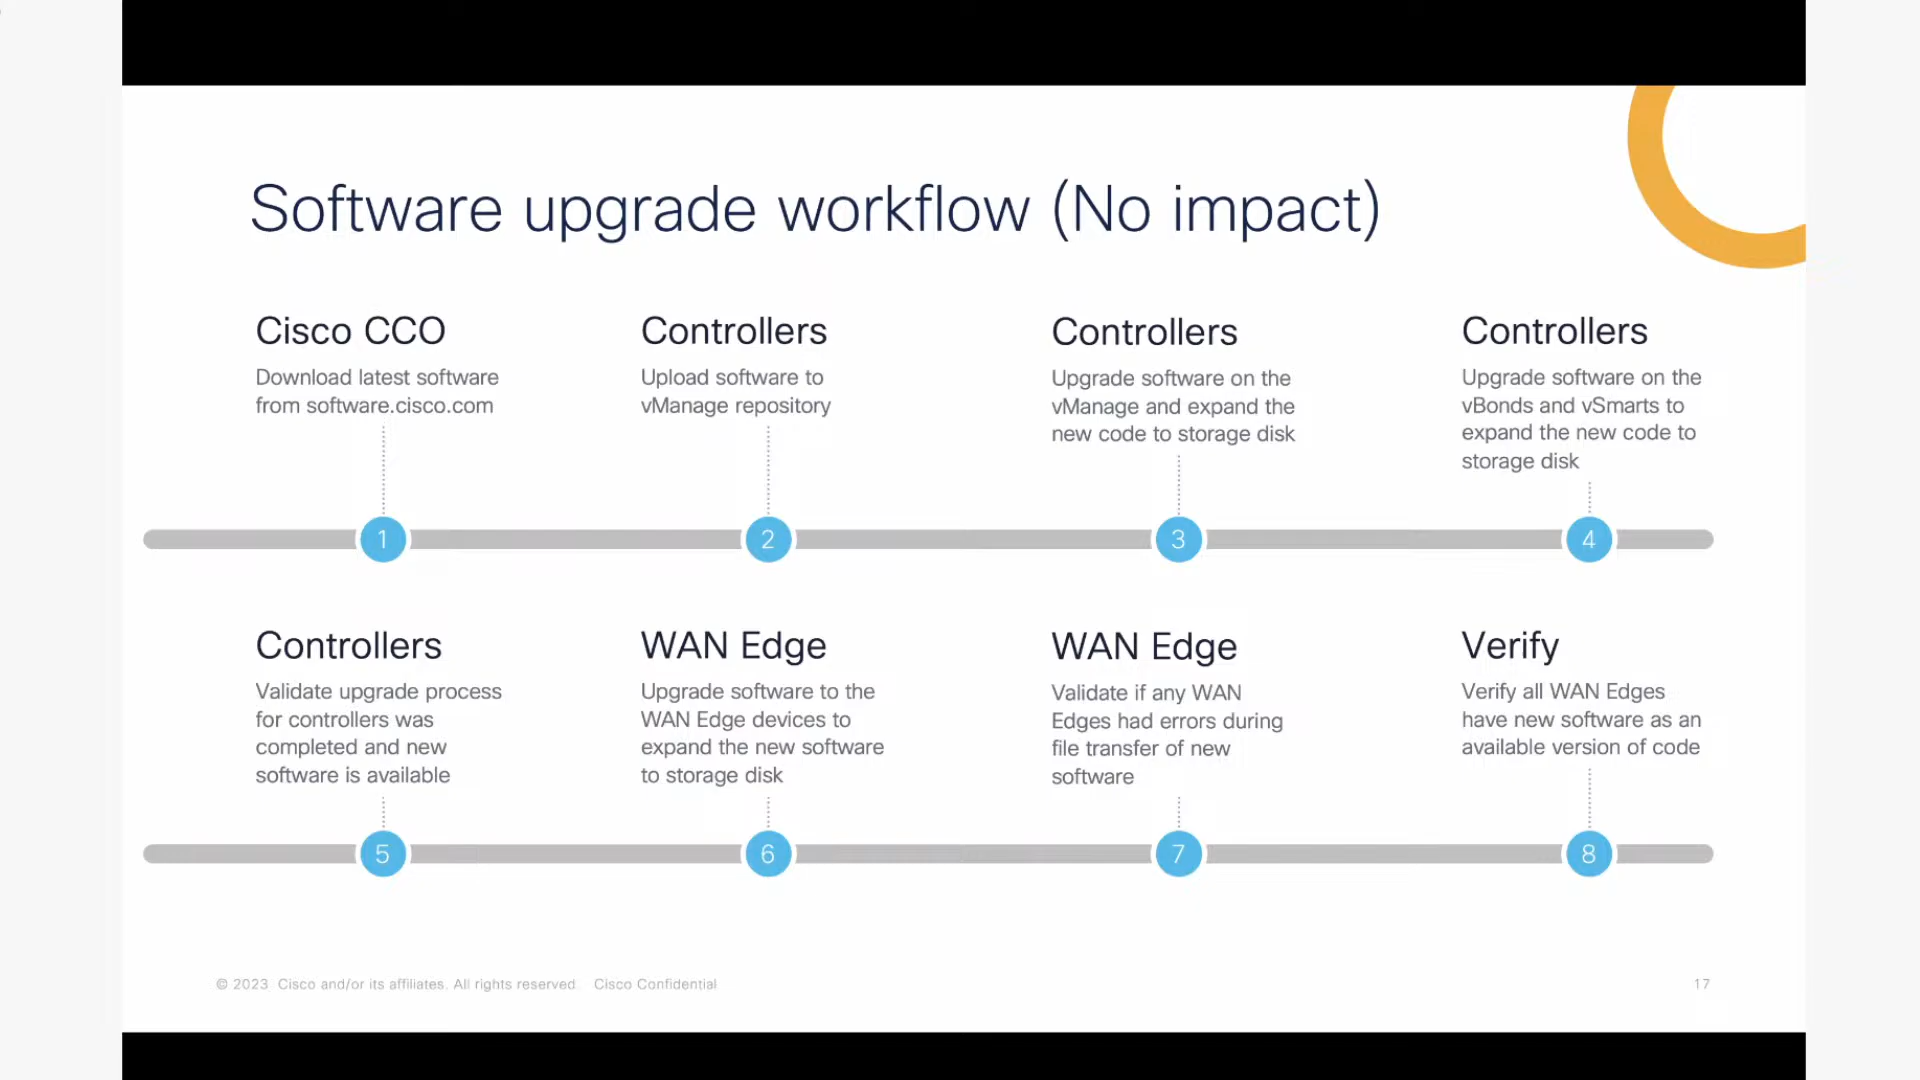 Software upgrade workflow (No impact)
Cisco CCO
Download latest software
from software.cisco.com
Controllers
Upload software to
vManage repository
Controllers
Upgrade software on the
vManage and expand the
new code to storage disk
Controllers
Upgrade software on the
vBonds and vSmarts to
expand the new code to
storage disk
1
2
3
4
Controllers
Validate upgrade process
for controllers was
completed and new
software is available
WAN Edge
Upgrade software to the
WAN Edge devices to
expand the new software
to storage disk
WAN Edge
Validate if any WAN
Edges had errors during
file transfer of new
software
Verify
Verify all WAN Edges
have new software as an
available version of code
5
6
7
8
© 2023 Cisco and/or its affiliates. All rights reserved. Cisco Confidential
17